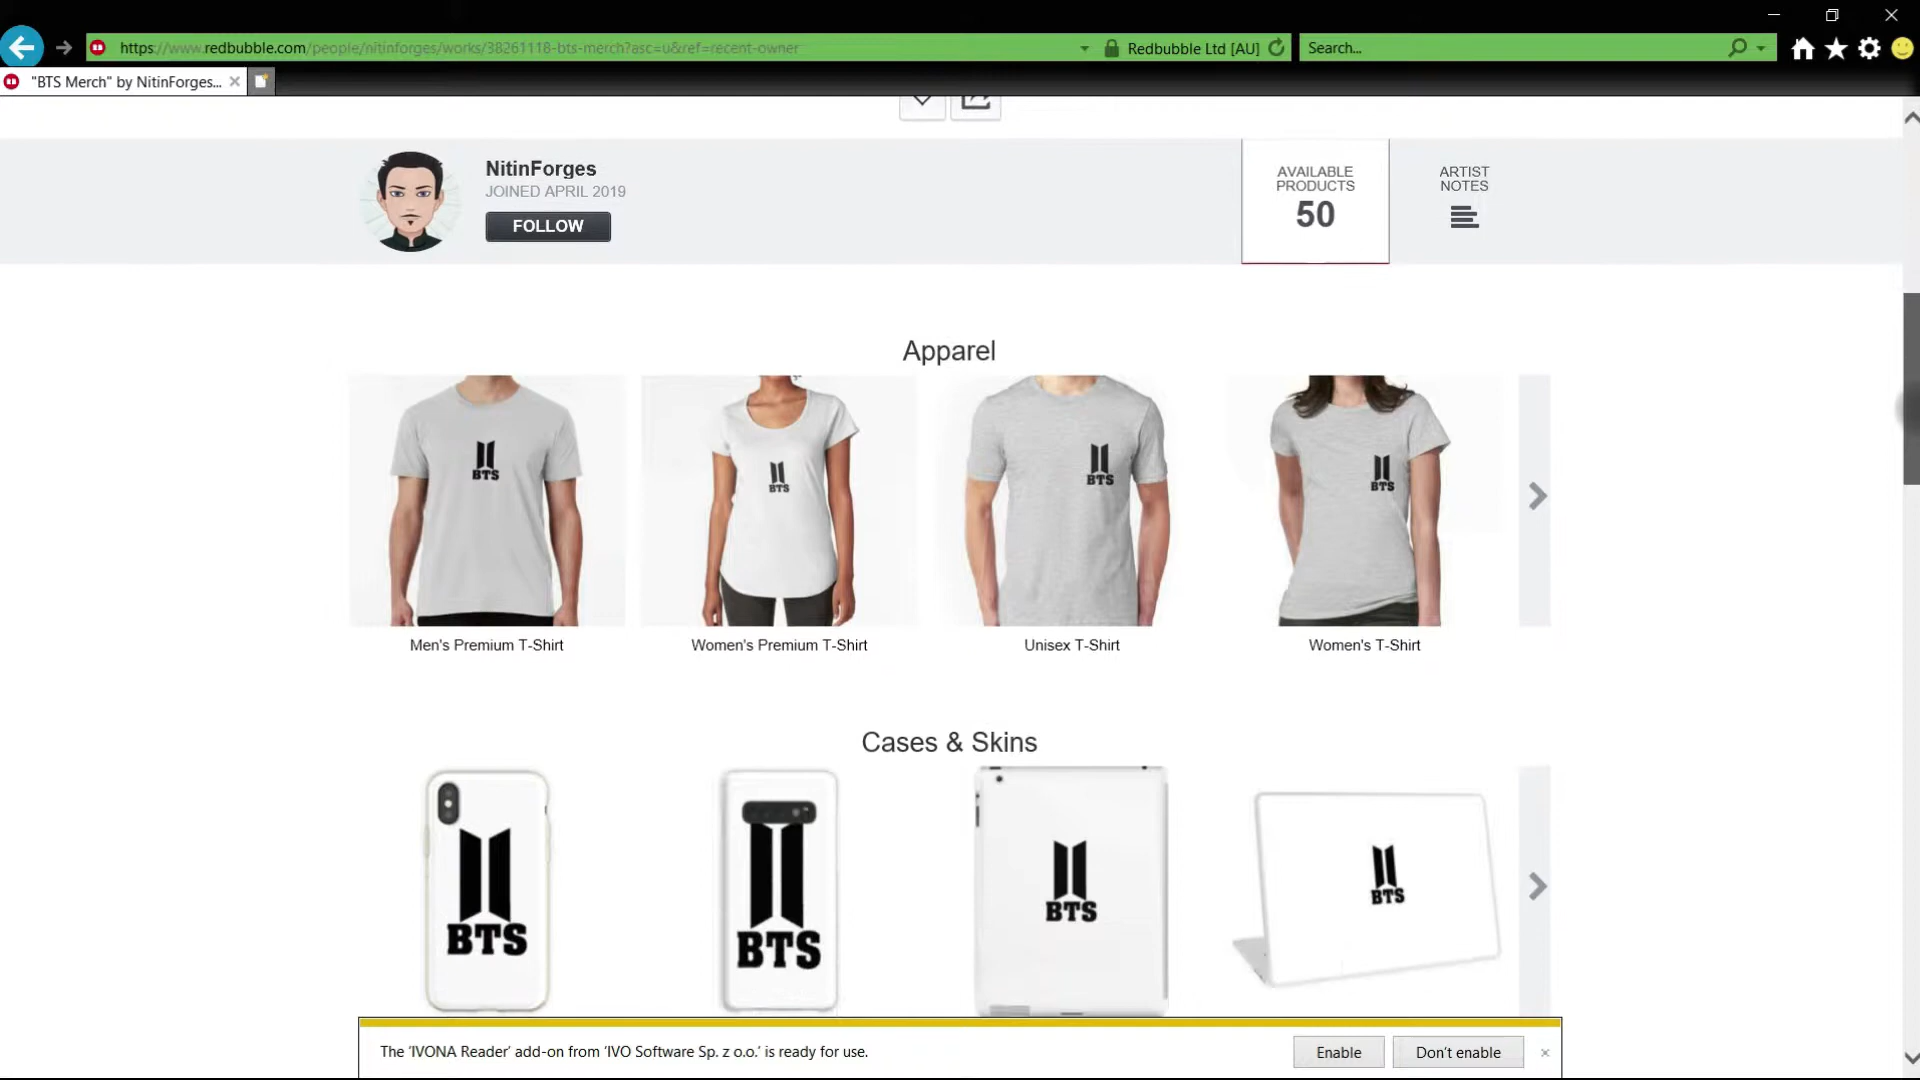 https://www.redbubble.com/people/nitinforges/works/38261118-bts-merch?asc=u&ref=recent-owner
Redbubble Ltd [AU]
Search...
"BTS Merch" by NitinForges...
NitinForges
JOINED APRIL 2019
FOLLOW
AVAILABLE
PRODUCTS
50
ARTIST
NOTES
Apparel
BTS
BTS
BTS
BTS
Men's Premium T-Shirt
Women's Premium T-Shirt
Unisex T-Shirt
Women's T-Shirt
Cases & Skins
BTS
BTS
BTS
BTS
The 'IVONA Reader' add-on from 'IVO Software Sp. z o.o.' is ready for use.
Enable
Don't enable